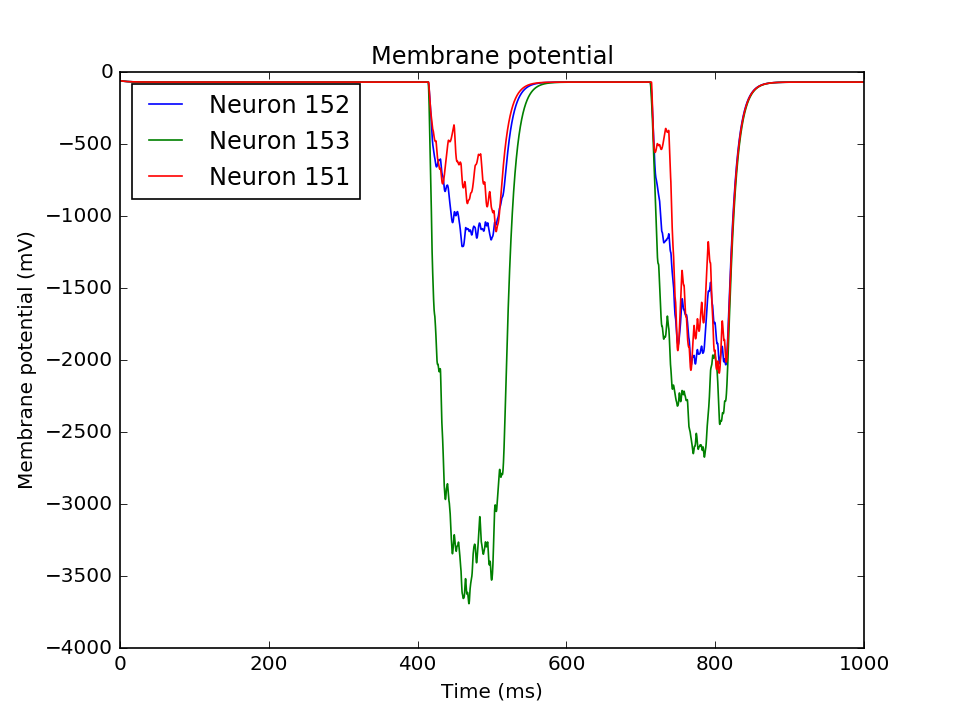 Membrane potential
Neuron 152
Neuron 153
Neuron 151
Membrane potential (mV)
0
−500
−1000
−1500
−2000
−2500
−3000
−3500
−4000
0 200 400 600 800 1000
Time (ms)